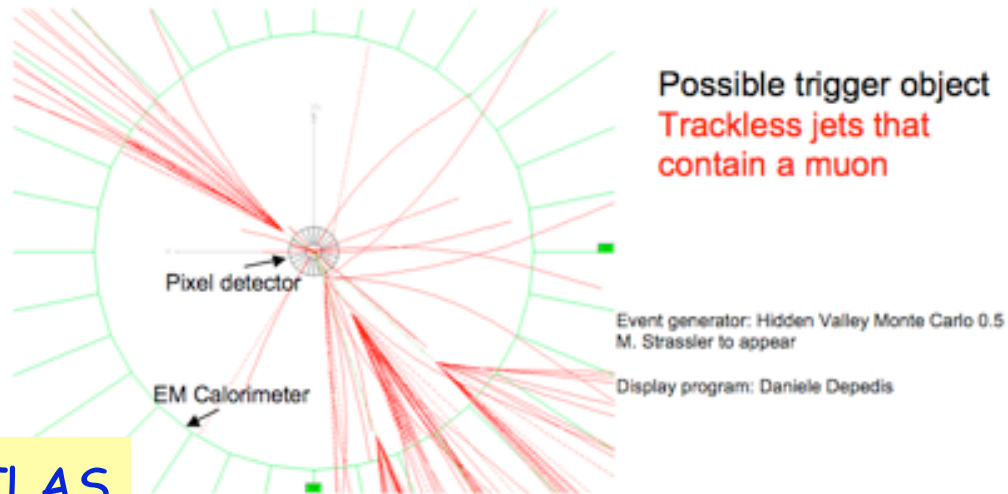 Possible trigger object
Trackless jets that
contain a muon
Pixel detector
Event generator: Hidden Valley Monte Carlo 0.5
M. Strassler to appear
Display program: Daniele Depedis
EM Calorimeter
TLAS